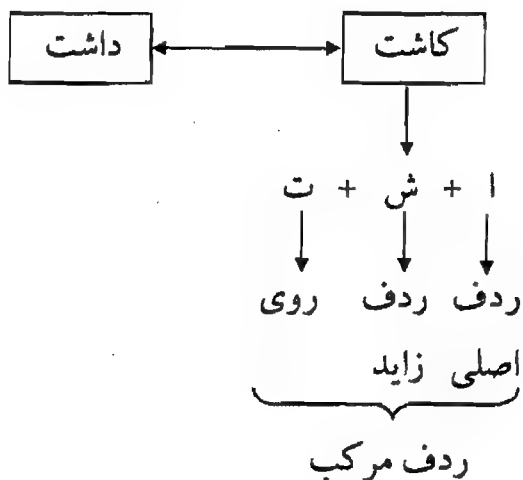 کاشت داشت
ا + ش + ت
ردف ردف روی
اصلی زاید
ردف مرکب